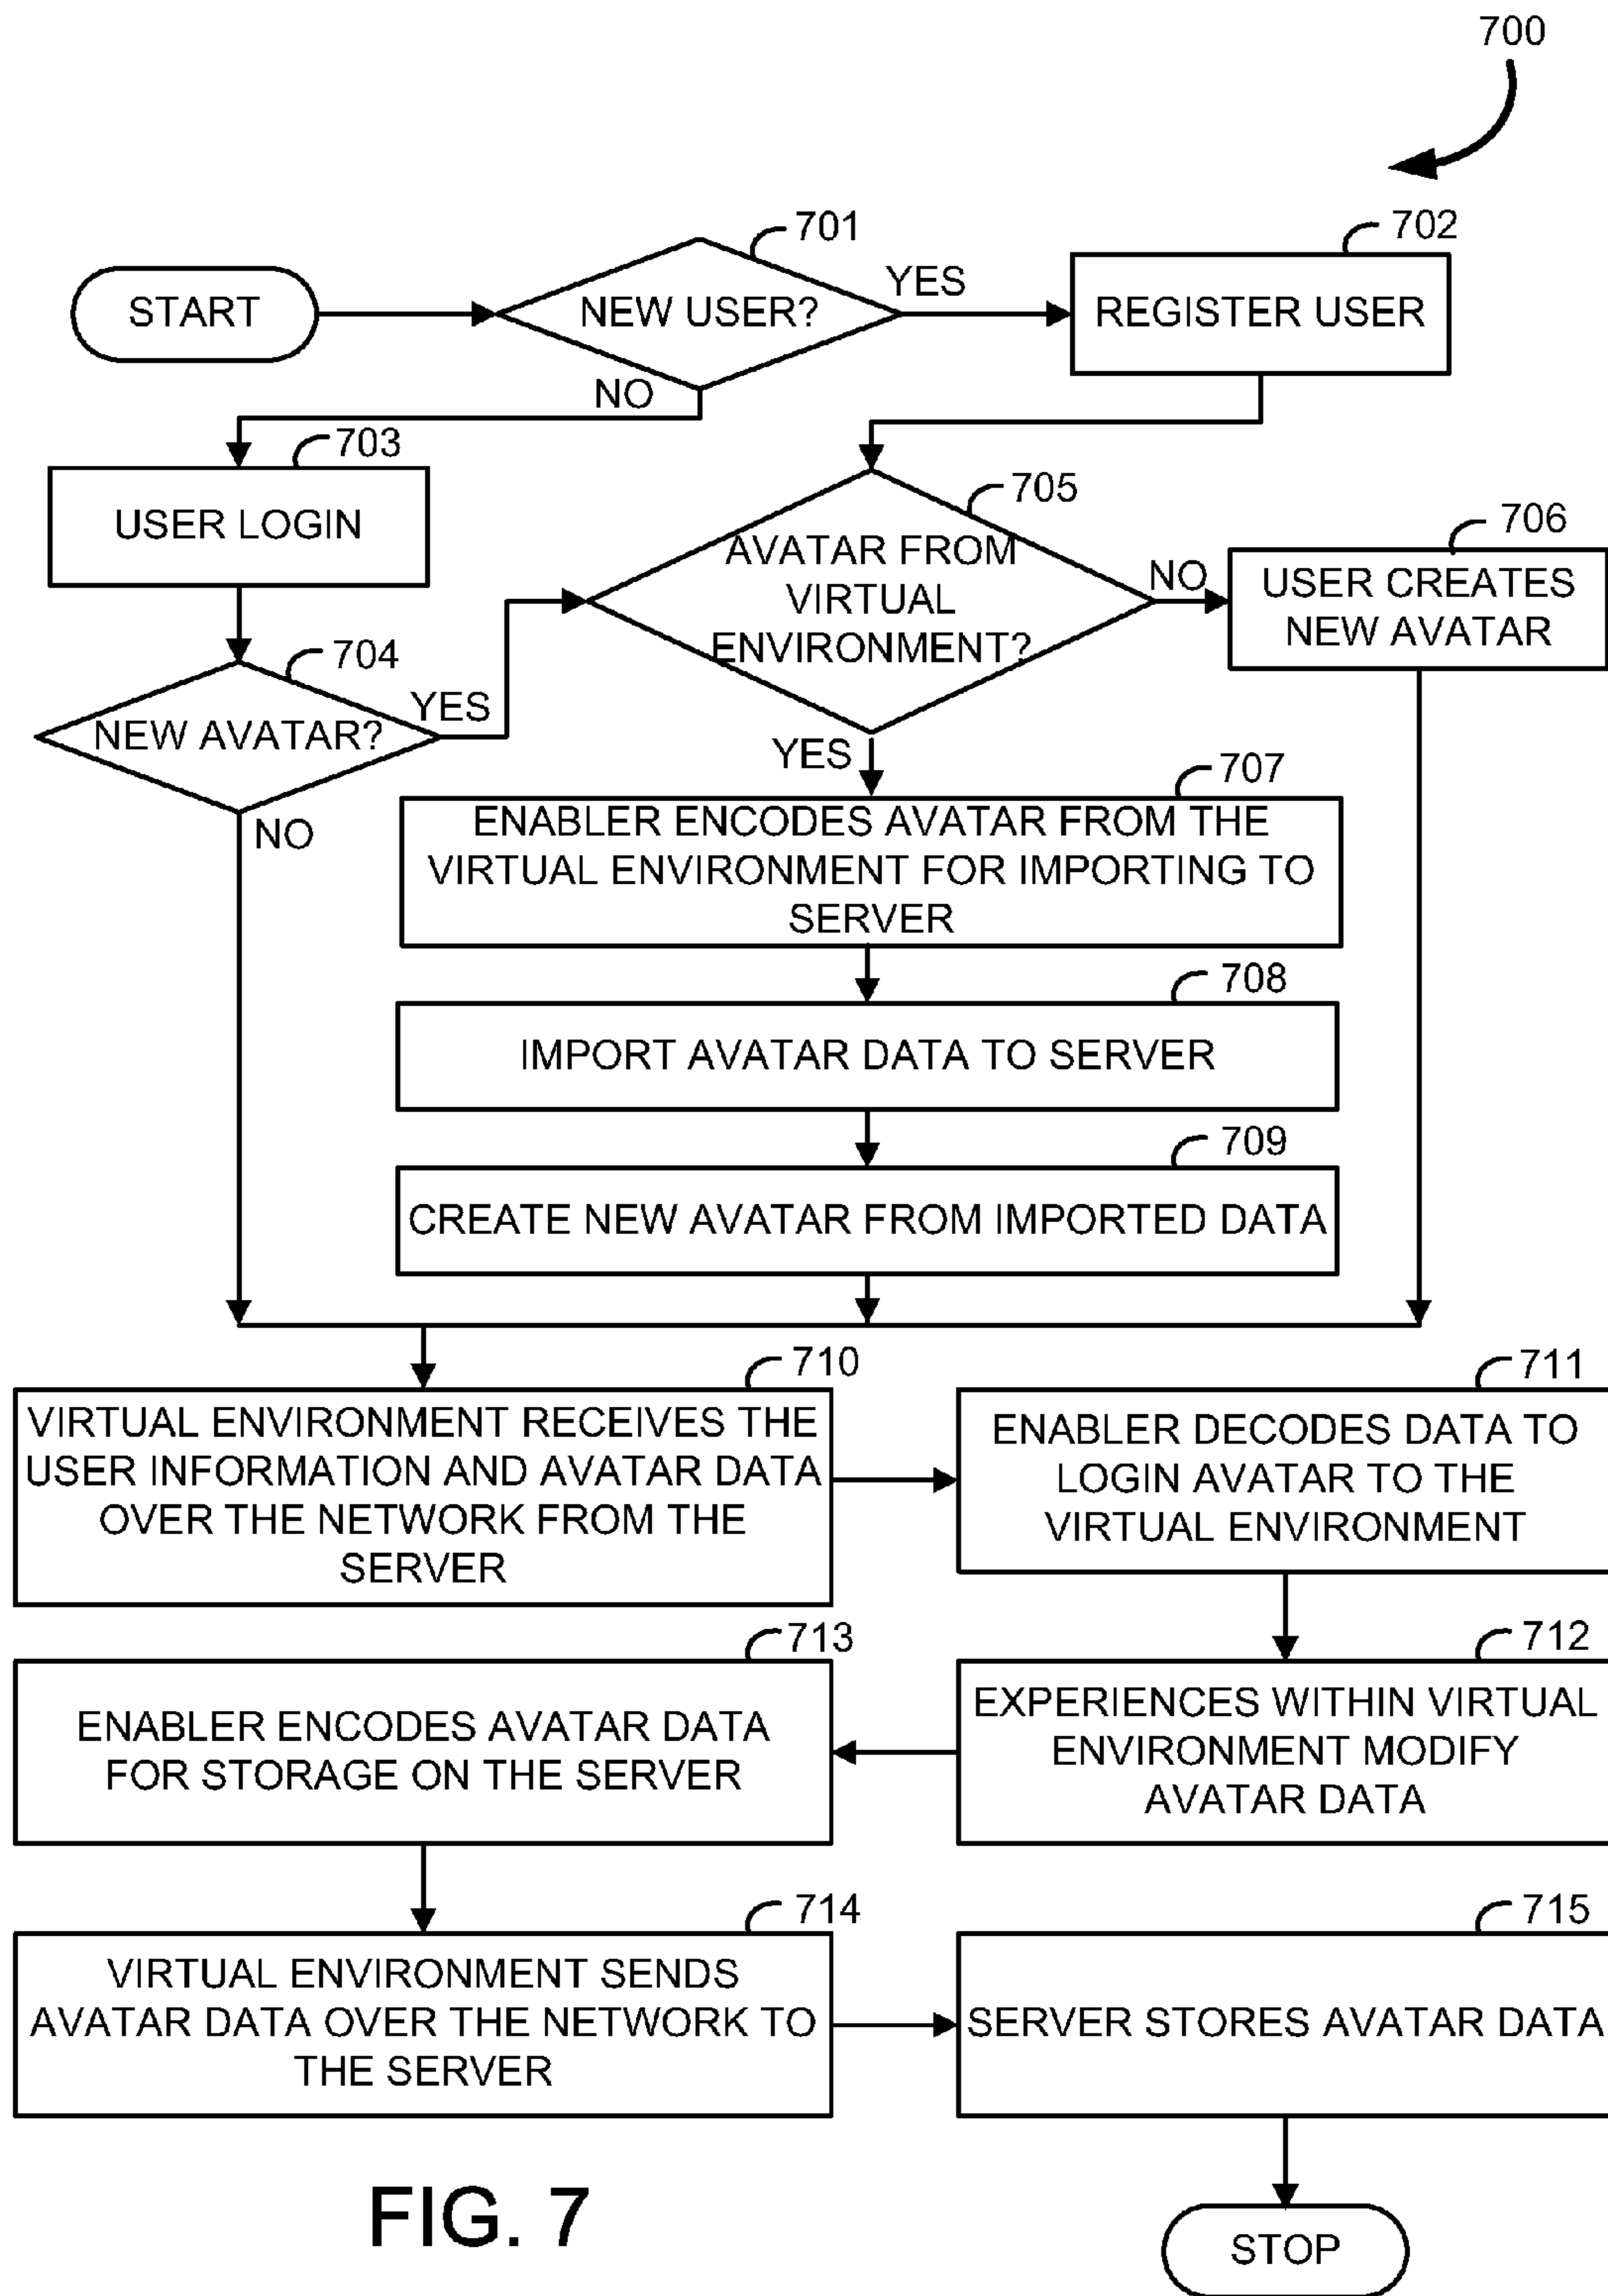 700
701
702
START
NEW USER?
YES
REGISTER USER
NO
703
USER LOGIN
705
706
AVATAR FROM
VIRTUAL
ENVIRONMENT?
NO
USER CREATES
NEW AVATAR
704
NEW AVATAR?
YES
YES
NO
707
ENABLER ENCODES AVATAR FROM THE
VIRTUAL ENVIRONMENT FOR IMPORTING TO
SERVER
708
IMPORT AVATAR DATA TO SERVER
709
CREATE NEW AVATAR FROM IMPORTED DATA
710
VIRTUAL ENVIRONMENT RECEIVES THE
USER INFORMATION AND AVATAR DATA
OVER THE NETWORK FROM THE
SERVER
711
ENABLER DECODES DATA TO
LOGIN AVATAR TO THE
VIRTUAL ENVIRONMENT
712
EXPERIENCES WITHIN VIRTUAL
ENVIRONMENT MODIFY
AVATAR DATA
713
ENABLER ENCODES AVATAR DATA
FOR STORAGE ON THE SERVER
714
VIRTUAL ENVIRONMENT SENDS
AVATAR DATA OVER THE NETWORK TO
THE SERVER
715
SERVER STORES AVATAR DATA
STOP
FIG. 7